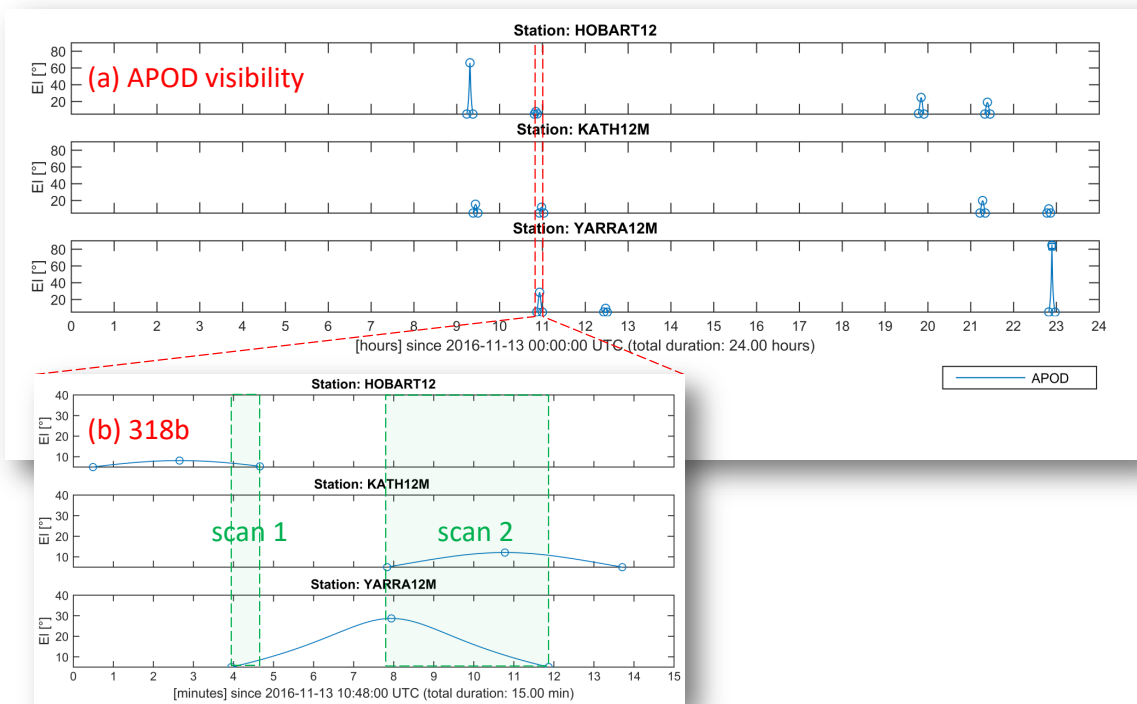 Station: HOBART12
80
60
40
20
El [°]
(a) APOD visibility
Station: KATH12M
80
60
40
20
El [°]
Station: YARRA12M
80
60
40
20
El [°]
0 1 2 3 4 5 6 7 8 9 10 11 12 13 14 15 16 17 18 19 20 21 22 23 24
[hours] since 2016-11-13 00:00:00 UTC (total duration: 24.00 hours)
APOD
Station: HOBART12
40
30
20
10
El [°]
(b) 318b
Station: KATH12M
40
30
20
10
El [°]
scan 1 scan 2
Station: YARRA12M
40
30
20
10
El [°]
0 1 2 3 4 5 6 7 8 9 10 11 12 13 14 15
[minutes] since 2016-11-13 10:48:00 UTC (total duration: 15.00 min)